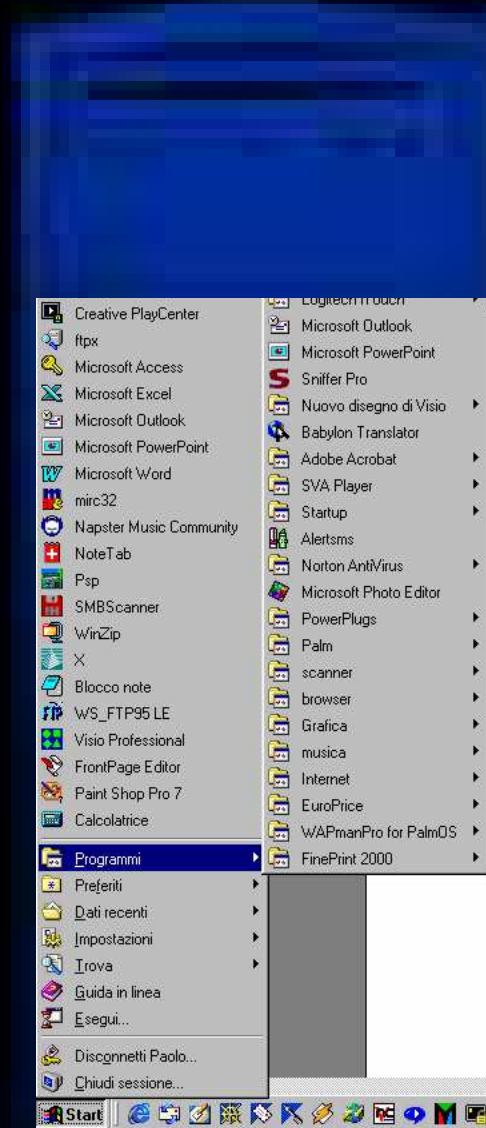 Creative PlayCenter
ftpx
Microsoft Access
Microsoft Excel
Microsoft Outlook
Microsoft PowerPoint
Microsoft Word
mirc32
Napster Music Community
NoteTab
Psp
SMBScanner
WinZip
X
Blocco note
WS_FTP95 LE
Visio Professional
FrontPage Editor
Paint Shop Pro 7
Calcolatrice
Programmi
Preferiti
Dati recenti
Impostazioni
Trova
Guida in linea
Esegui...
Disconnetti Paolo...
Chiudi sessione...
Start
Logitech iTouch
Microsoft Outlook
Microsoft PowerPoint
Sniffer Pro
Nuovo disegno di Visio
Babylon Translator
Adobe Acrobat
SVA Player
Startup
Alertsms
Norton AntiVirus
Microsoft Photo Editor
PowerPlugs
Palm
scanner
browser
Grafica
musica
Internet
EuroPrice
WAPmanPro for PalmOS
FinePrint 2000